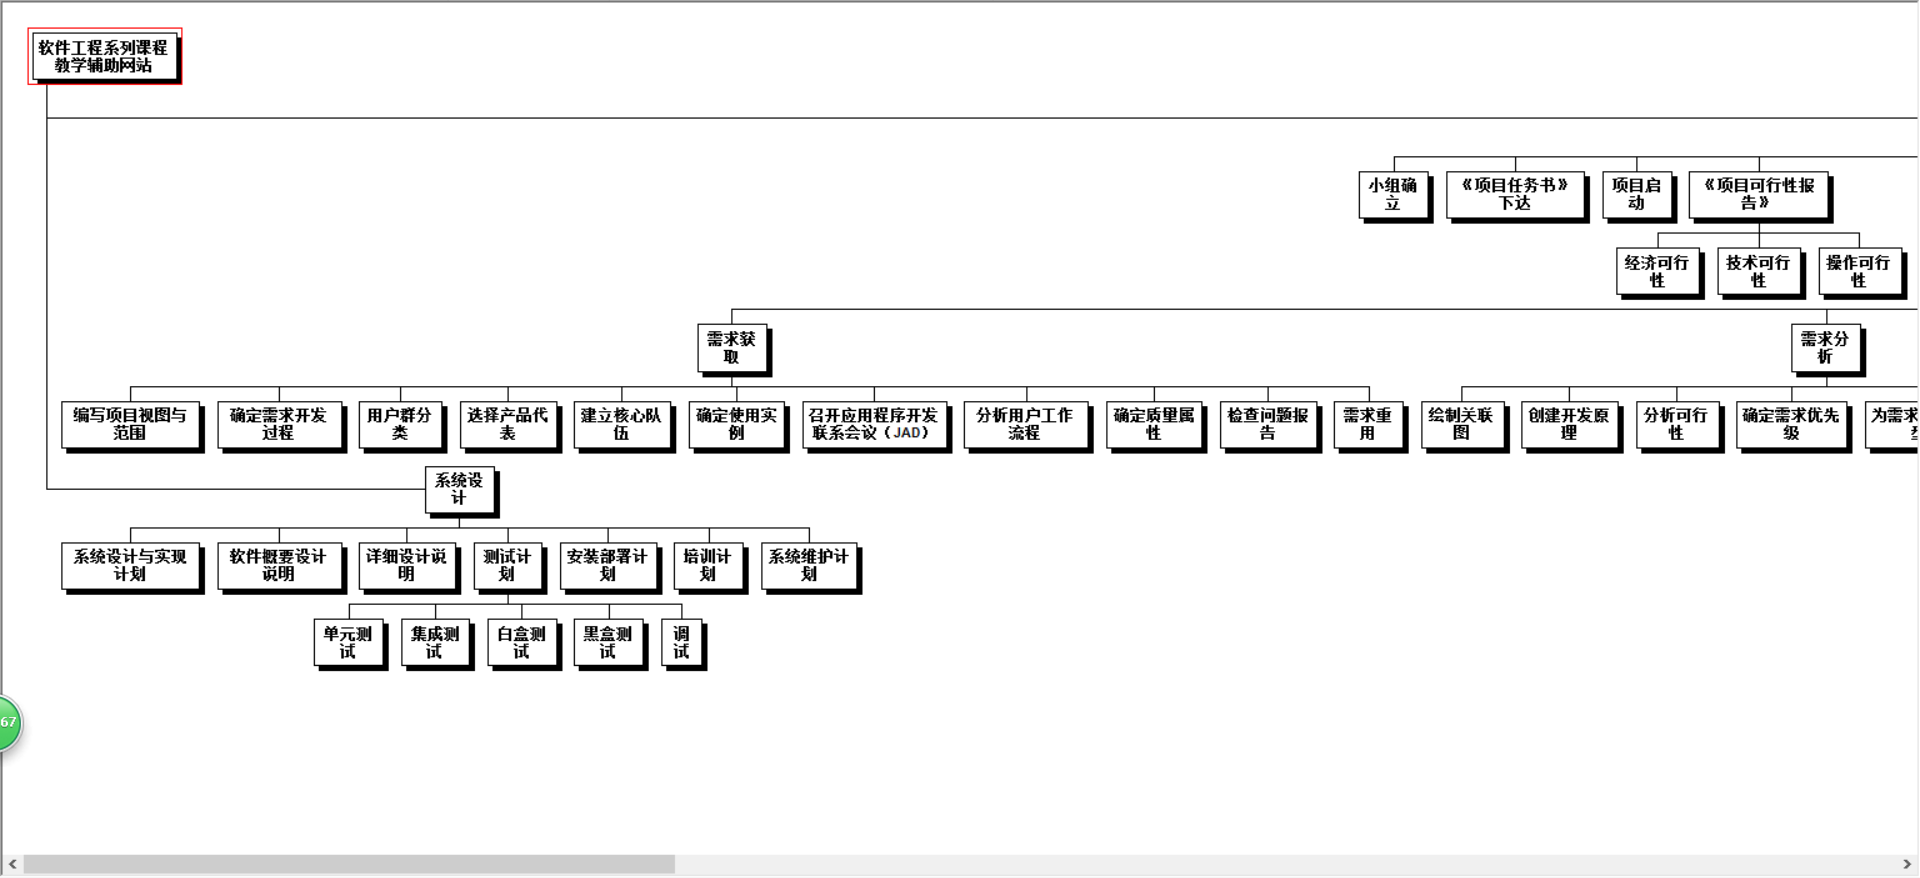 软件工程系列课程
教学辅助网站
小组确
立
《项目任务书》
下达
项目启
动
《项目可行性报
告》
经济可行
性
技术可行
性
操作可行
性
需求获
取
需求分
析
编写项目视图与
范围
确定需求开发
过程
用户群分
类
选择产品代
表
建立核心队
伍
确定使用实
例
召开应用程序开发
联系会议（JAD）
分析用户工作
流程
确定质量属
性
检查问题报
告
需求重
用
绘制关联
图
创建开发原
理
分析可行
性
确定需求优先
级
为需求
系统设
计
系统设计与实现
计划
软件概要设计
说明
详细设计说
明
测试计
划
安装部署计
划
培训计
划
系统维护计
划
单元测
试
集成测
试
白盒测
试
黑盒测
试
调
试
67